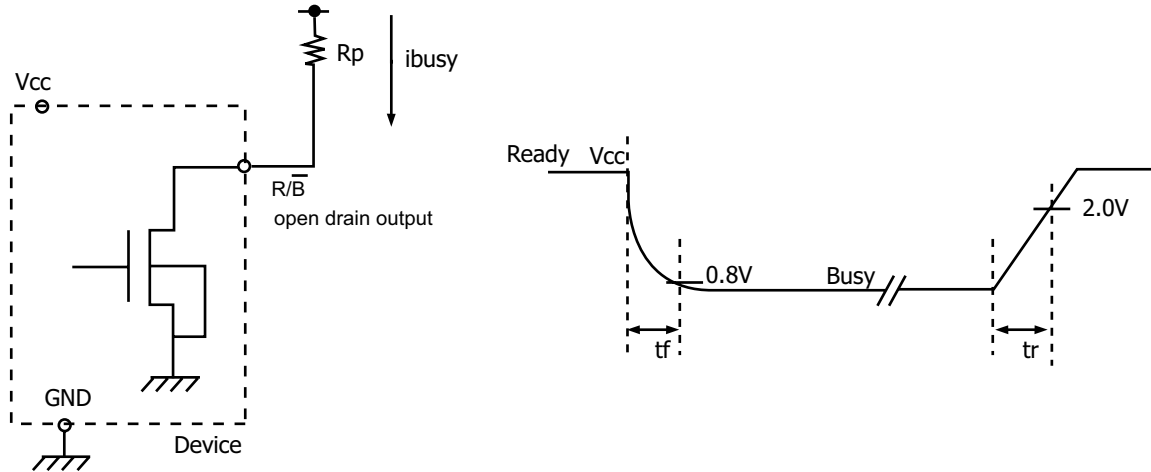 Rp
ibusy
Vcc
R/B̅
open drain output
GND
Device
Ready Vcc
2.0V
0.8V
Busy
tf
tr